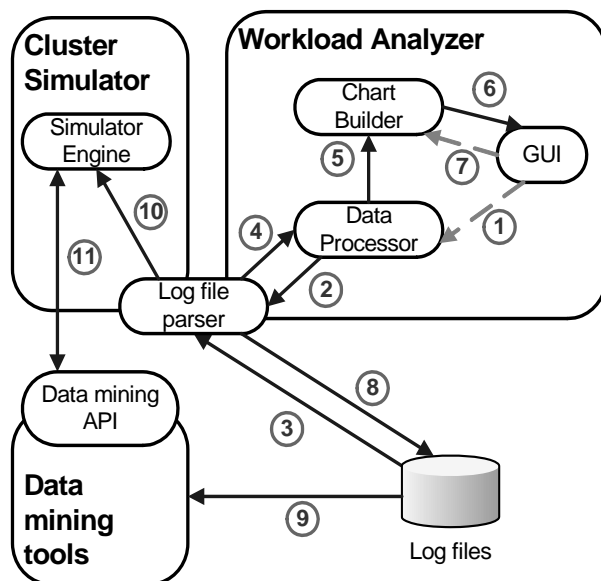 Cluster
Simulator
Workload Analyzer
Simulator
Engine
Chart
Builder
6
GUI
5
7
10
4
Data
Processor
1
11
2
Log file
parser
Data mining
API
3
8
Data
mining
tools
9
Log files